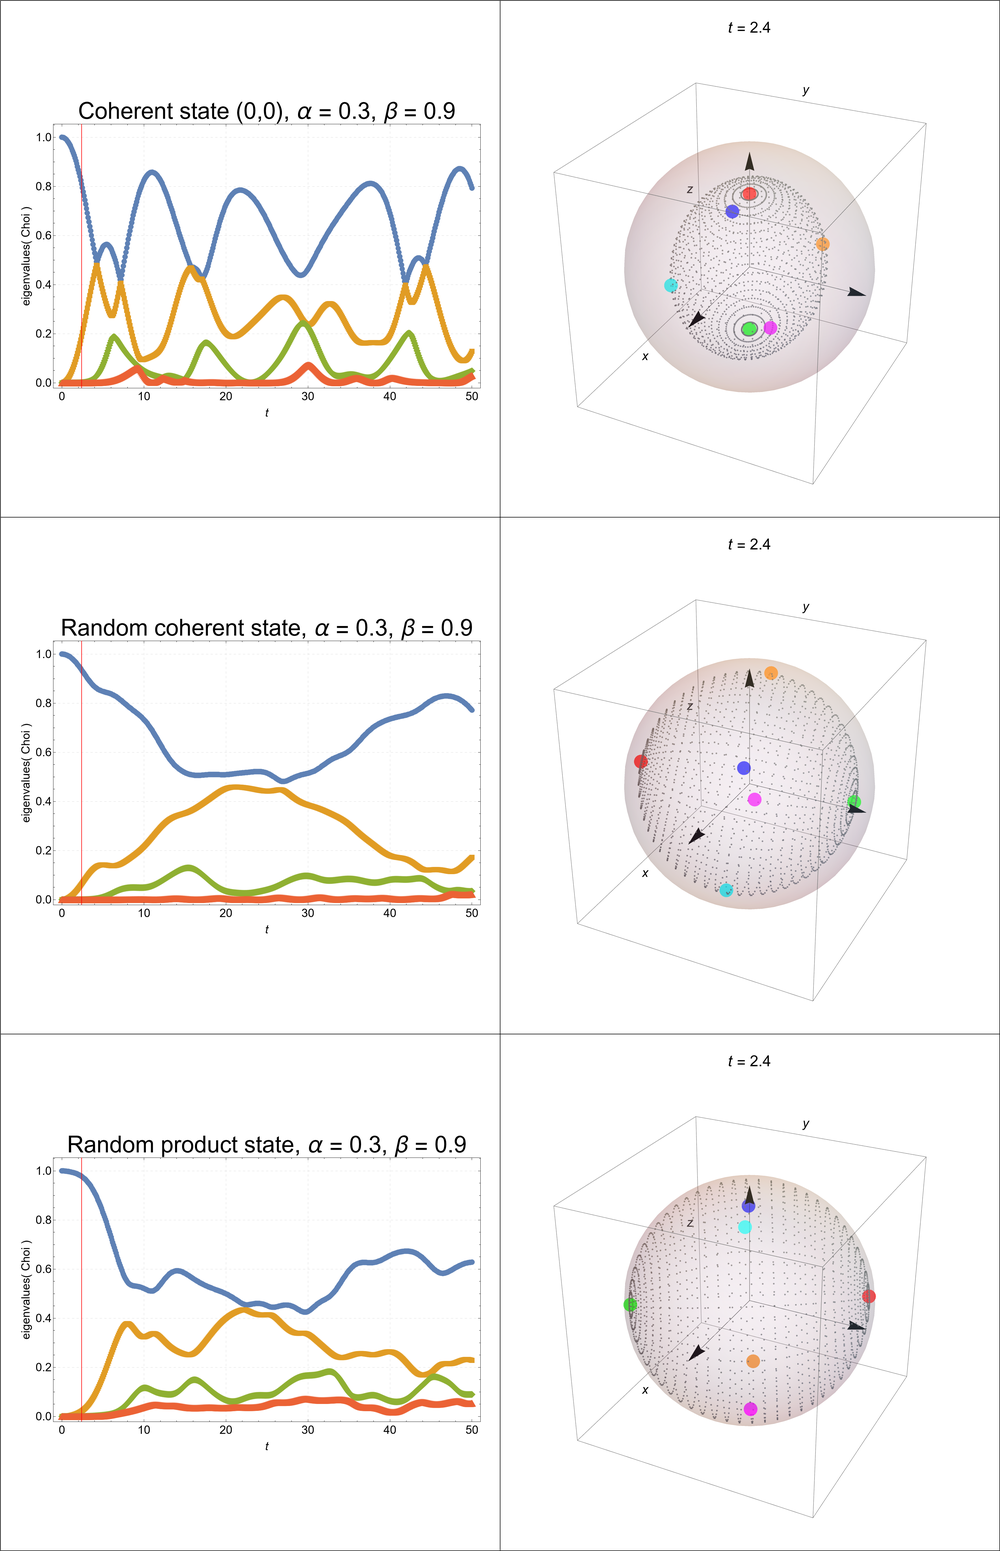 t = 2.4
Coherent state (0,0), α = 0.3, β = 0.9
eigenvalues( Choi )
1.0
0.8
0.6
0.4
0.2
0.0
0 10 20 30 40 50
t
y
z
x
t = 2.4
Random coherent state, α = 0.3, β = 0.9
eigenvalues( Choi )
1.0
0.8
0.6
0.4
0.2
0.0
0 10 20 30 40 50
t
y
z
x
t = 2.4
Random product state, α = 0.3, β = 0.9
eigenvalues( Choi )
1.0
0.8
0.6
0.4
0.2
0.0
0 10 20 30 40 50
t
y
z
x